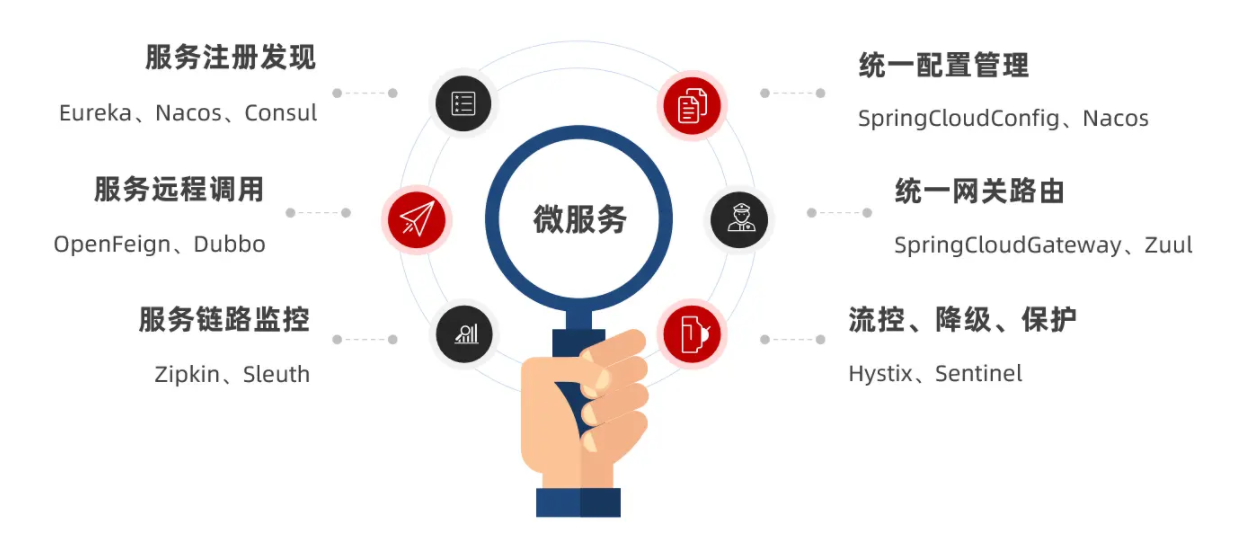 服务注册发现
Eureka、Nacos、Consul
服务远程调用
OpenFeign、Dubbo
服务链路监控
Zipkin、Sleuth
微服务
统一配置管理
SpringCloudConfig、Nacos
统一网关路由
SpringCloudGateway、Zuul
流控、降级、保护
Hystix、Sentinel